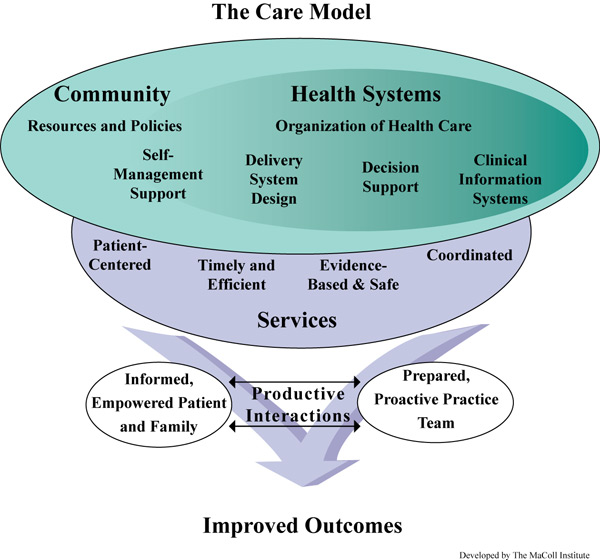 The Care Model
Community
Health Systems
Resources and Policies
Organization of Health Care
Self-
Management
Support
Delivery
System
Design
Decision
Support
Clinical
Information
Systems
Patient-
Centered
Timely and
Efficient
Evidence-
Based & Safe
Coordinated
Services
Informed,
Empowered Patient
and Family
Productive
Interactions
Prepared,
Proactive Practice
Team
Improved Outcomes
Developed by The MaColl Institute